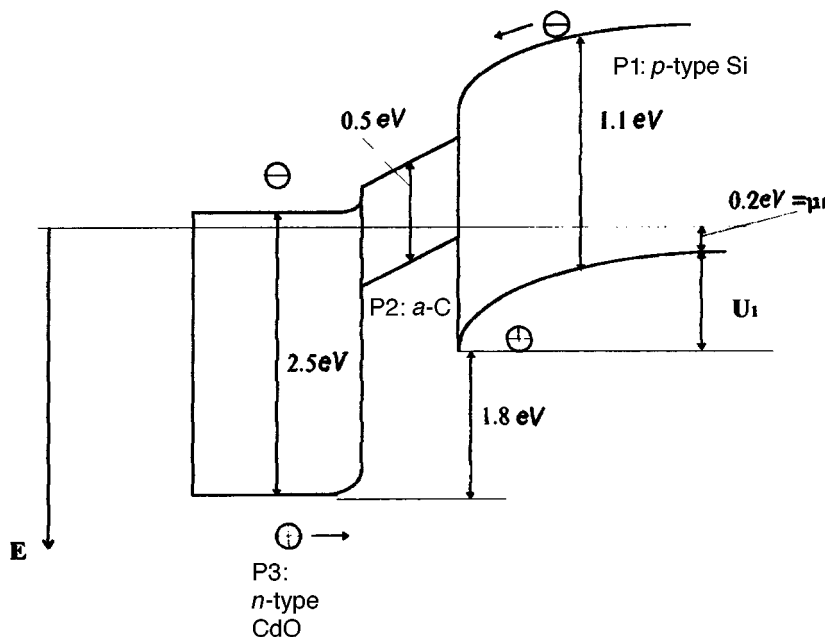 P1: p-type Si
0.5 eV
1.1 eV
0.2eV =μ
P2: a-C
U1
2.5eV
1.8 eV
E
P3:
n-type
CdO